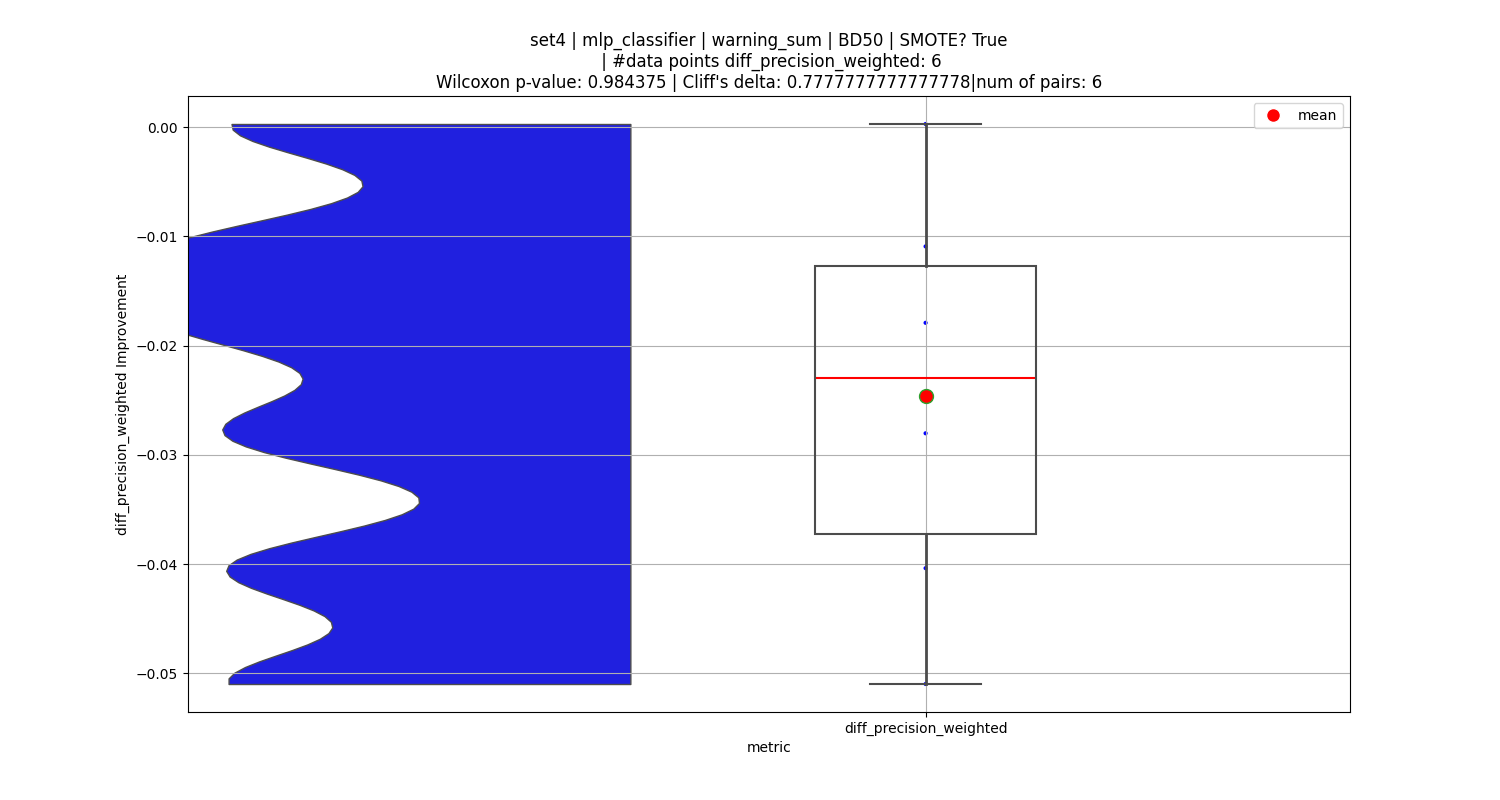 set4 | mlp_classifier | warning_sum | BD50 | SMOTE? True
| #data points diff_precision_weighted: 6
Wilcoxon p-value: 0.984375 | Cliff's delta: 0.7777777777777778|num of pairs: 6
mean
0.00
−0.01
−0.02
−0.03
−0.04
−0.05
diff_precision_weighted Improvement
diff_precision_weighted
metric